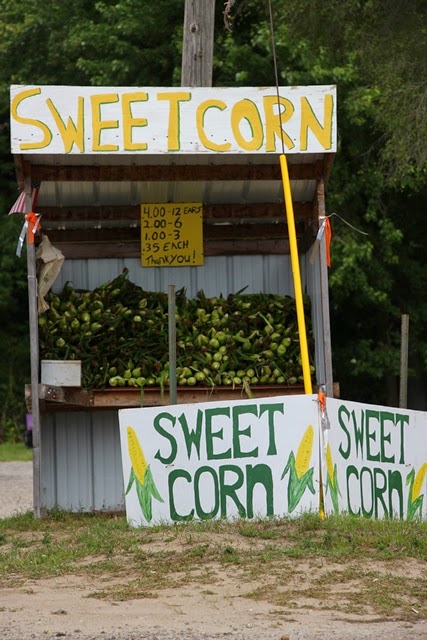 SWEET CORN
4.00-12 EARS
2.00-6
1.00-3
.35 EACH
THANK YOU!
SWEET
CORN
SWEET
CORN